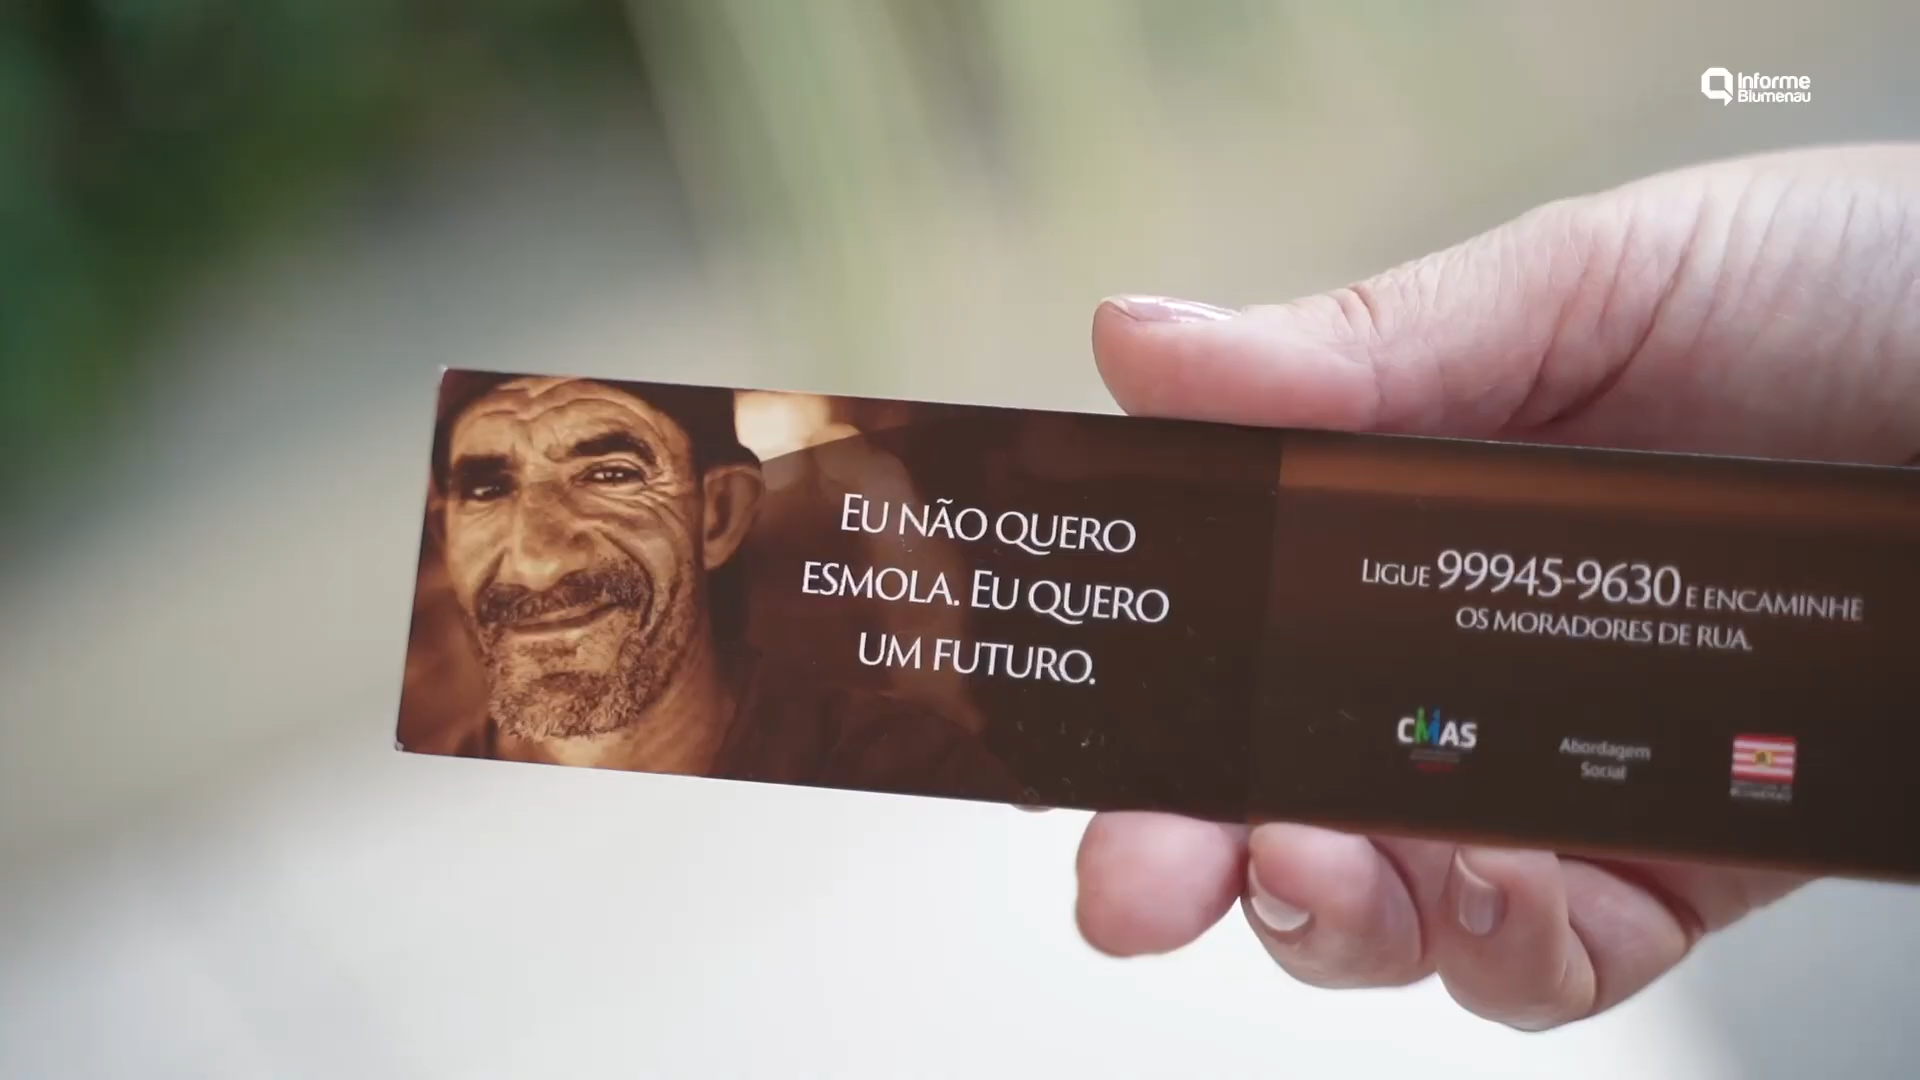 Informe
Blumenau
EU NÃO QUERO
ESMOLA. EU QUERO
UM FUTURO.
LIGUE 99945-9630 E ENCAMINHE
OS MORADORES DE RUA.
CMAS
Abordagem
Social